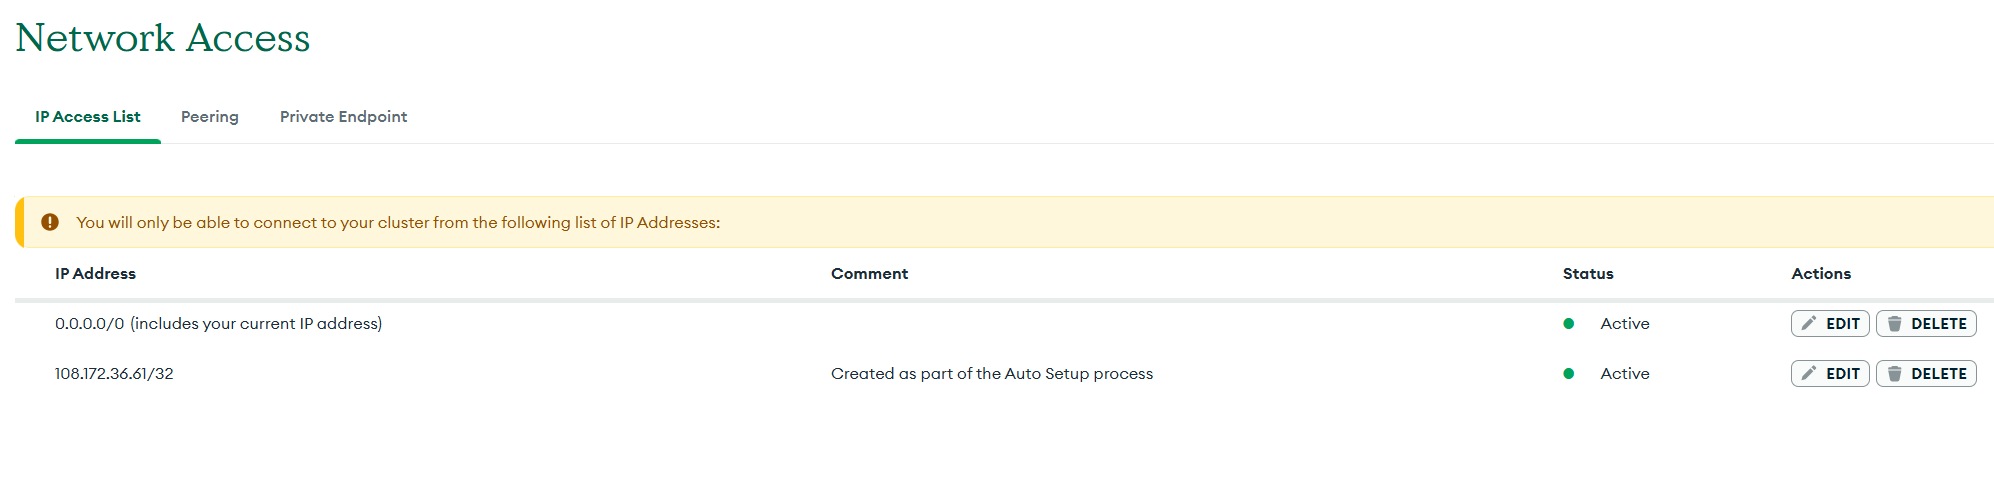 Network Access
IP Access List Peering Private Endpoint
You will only be able to connect to your cluster from the following list of IP Addresses:
IP Address Comment Status Actions
0.0.0.0/0 (includes your current IP address) Active EDIT DELETE
108.172.36.61/32 Created as part of the Auto Setup process Active EDIT DELETE